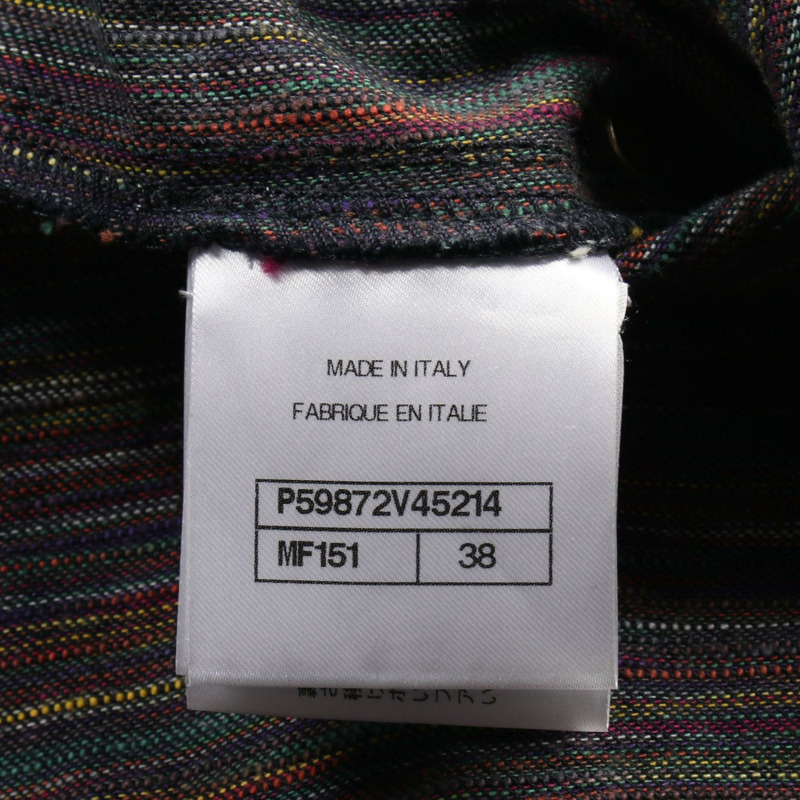 MADE IN ITALY
FABRIQUE EN ITALIE
P59872V45214
MF151 38